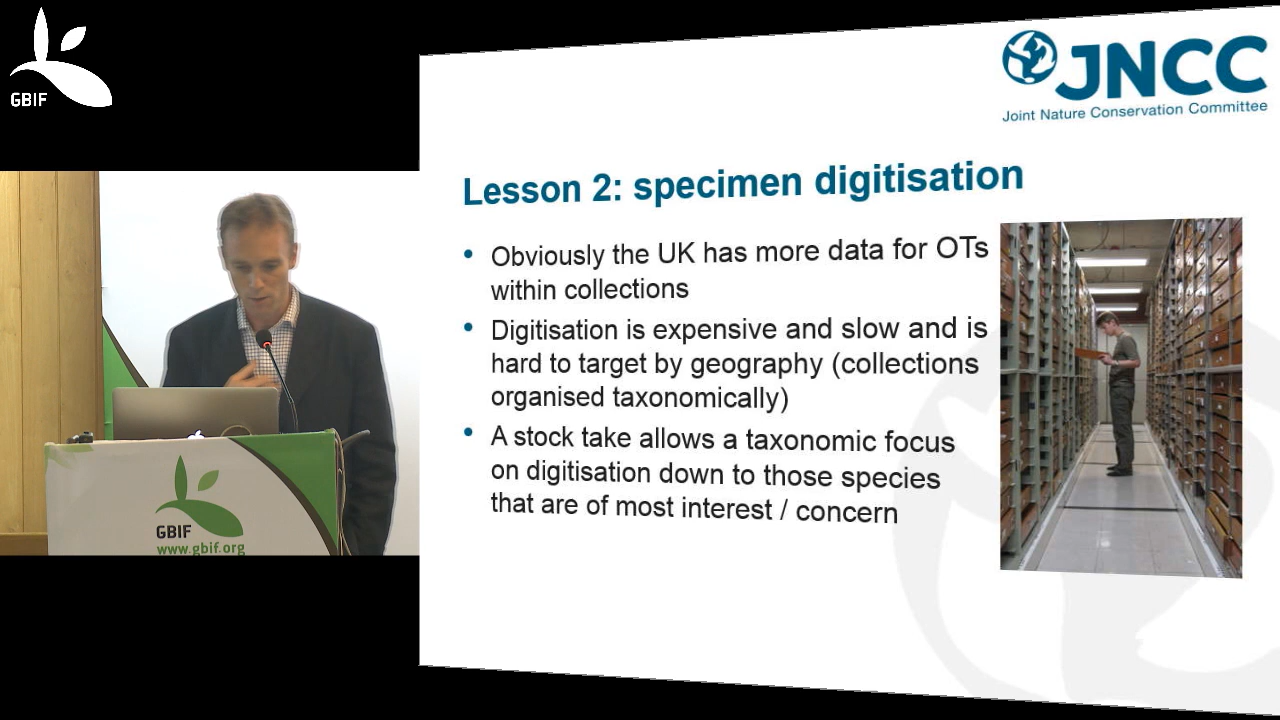 GBIF
JNCC
Joint Nature Conservation Committee
Lesson 2: specimen digitisation
• Obviously the UK has more data for OTs
within collections
• Digitisation is expensive and slow and is
hard to target by geography (collections
organised taxonomically)
• A stock take allows a taxonomic focus
on digitisation down to those species
that are of most interest / concern
GBIF
www.gbif.org